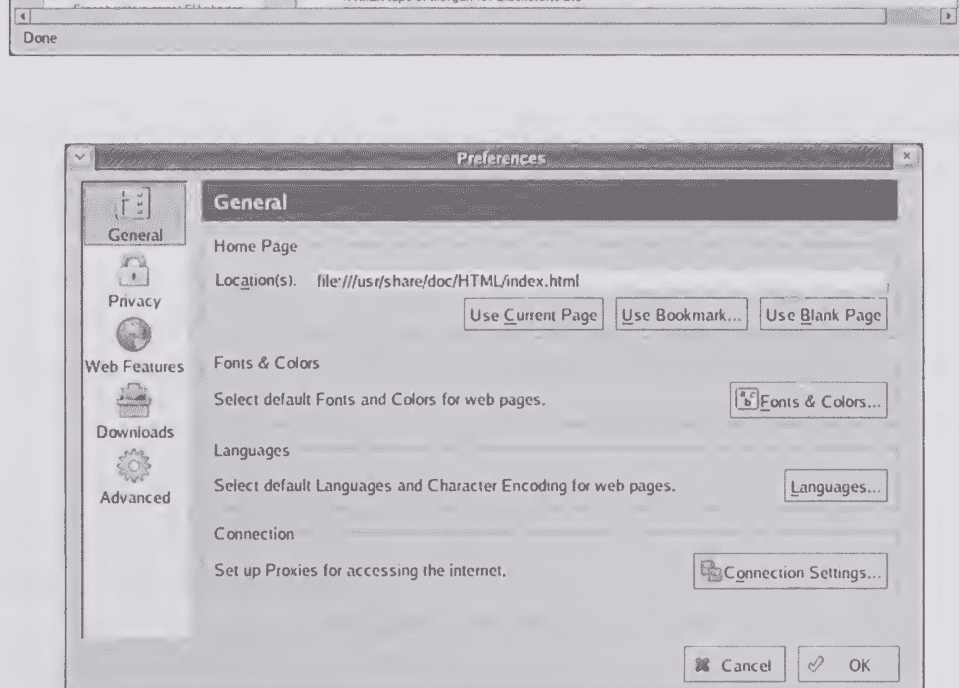 Done
Preferences
General
General
Home Page
Location(s). file:///usr/share/doc/HTML/index.html
Use Current Page Use Bookmark... Use Blank Page
Privacy
Web Features
Fonts & Colors
Select default Fonts and Colors for web pages. Fonts & Colors...
Downloads
Languages
Select default Languages and Character Encoding for web pages. Languages...
Advanced
Connection
Set up Proxies for accessing the internet. Connection Settings...
Cancel OK